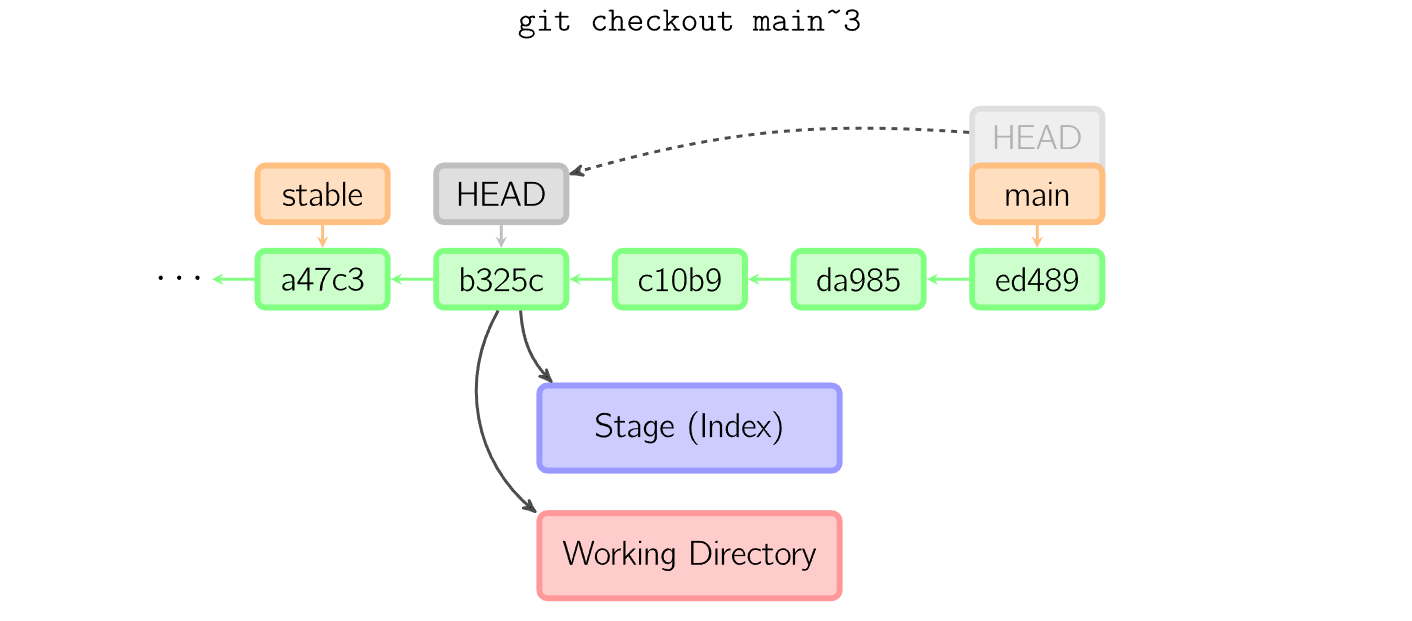 git checkout main~3
HEAD
stable HEAD main
... a47c3 b325c c10b9 da985 ed489
Stage (Index)
Working Directory